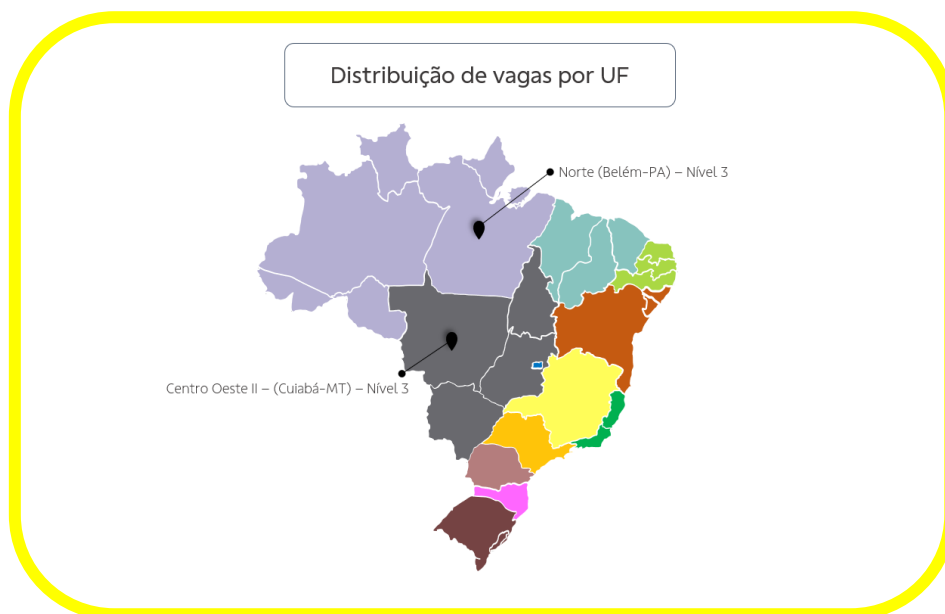 Distribuição de vagas por UF
Norte (Belém-PA) – Nível 3
Centro Oeste II – (Cuiabá-MT) – Nível 3